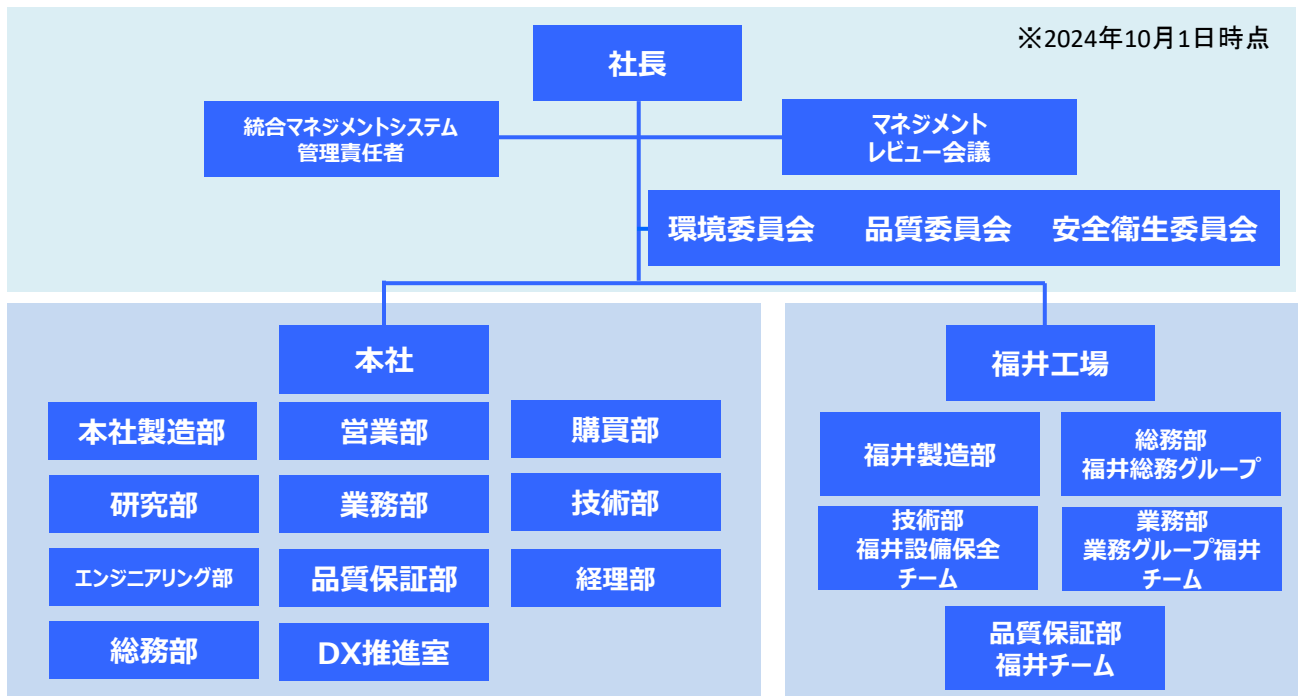 ※2024年10月1日時点
社長
統合マネジメントシステム
管理責任者
マネジメント
レビュー会議
環境委員会 品質委員会 安全衛生委員会
本社
本社製造部
営業部
購買部
研究部
業務部
技術部
エンジニアリング部
品質保証部
経理部
総務部
DX推進室
福井工場
福井製造部
総務部
福井総務グループ
技術部
福井設備保全
チーム
業務部
業務グループ福井
チーム
品質保証部
福井チーム